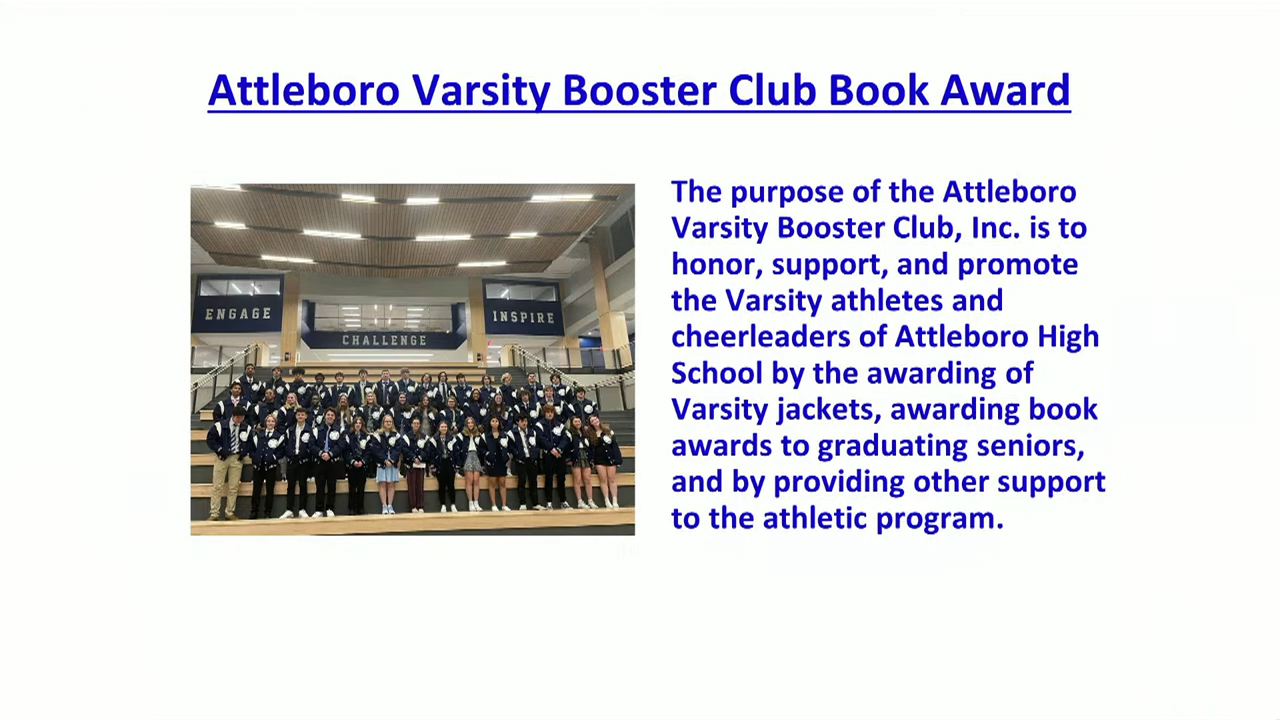 Attleboro Varsity Booster Club Book Award
The purpose of the Attleboro
Varsity Booster Club, Inc. is to
honor, support, and promote
the Varsity athletes and
cheerleaders of Attleboro High
School by the awarding of
Varsity jackets, awarding book
awards to graduating seniors,
and by providing other support
to the athletic program.
ENGAGE
CHALLENGE
INSPIRE